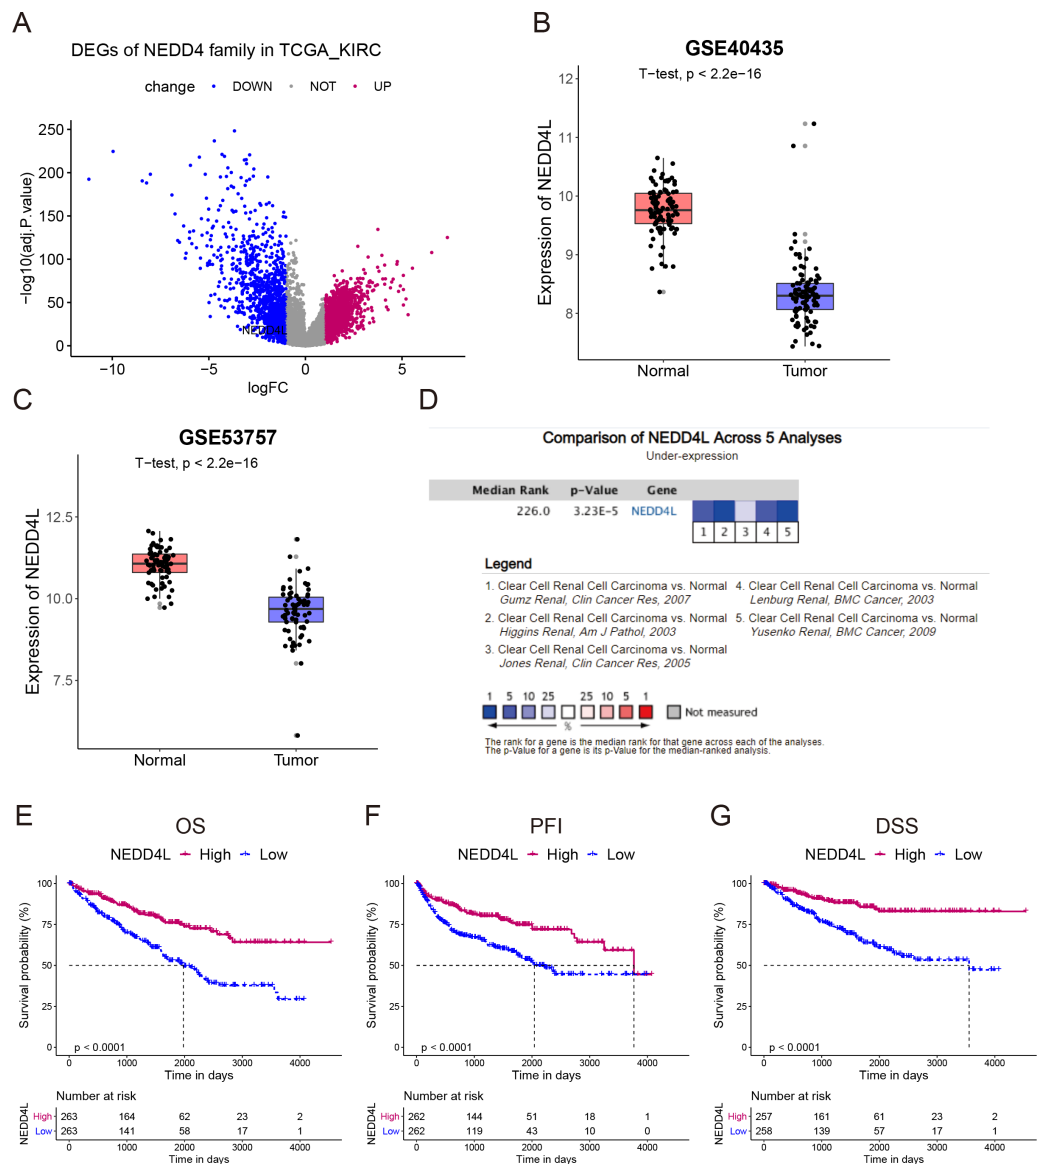 A
DEGs of NEDD4 family in TCGA_KIRC
change DOWN NOT UP
250
200
150
100
50
0
−log10(adj.P.value)
NEDD4L
−10 −5 0 5
logFC
B
GSE40435
T−test, p < 2.2e−16
12
11
10
9
8
Expression of NEDD4L
Normal Tumor
C
GSE53757
T−test, p < 2.2e−16
12.5
10.0
7.5
Expression of NEDD4L
Normal Tumor
D
Comparison of NEDD4L Across 5 Analyses
Under-expression
Median Rank p-Value Gene
226.0 3.23E-5 NEDD4L
1 2 3 4 5
Legend
1. Clear Cell Renal Cell Carcinoma vs. Normal
Gumz Renal, Clin Cancer Res, 2007
2. Clear Cell Renal Cell Carcinoma vs. Normal
Higgins Renal, Am J Pathol, 2003
3. Clear Cell Renal Cell Carcinoma vs. Normal
Jones Renal, Clin Cancer Res, 2005
4. Clear Cell Renal Cell Carcinoma vs. Normal
Lenburg Renal, BMC Cancer, 2003
5. Clear Cell Renal Cell Carcinoma vs. Normal
Yusenko Renal, BMC Cancer, 2009
1 5 10 25 25 10 5 1
%
Not measured
The rank for a gene is the median rank for that gene across each of the analyses.
The p-Value for a gene is its p-Value for the median-ranked analysis.
E
OS
NEDD4L High Low
100
75
50
25
0
Survival probability (%)
p < 0.0001
0 1000 2000 3000 4000
Time in days
Number at risk
NEDD4L
High 263 164 62 23 2
Low 263 141 58 17 1
0 1000 2000 3000 4000
Time in days
F
PFI
NEDD4L High Low
100
75
50
25
0
Survival probability (%)
p < 0.0001
0 1000 2000 3000 4000
Time in days
Number at risk
NEDD4L
High 262 144 51 18 1
Low 262 119 43 10 0
0 1000 2000 3000 4000
Time in days
G
DSS
NEDD4L High Low
100
75
50
25
0
Survival probability (%)
p < 0.0001
0 1000 2000 3000 4000
Time in days
Number at risk
NEDD4L
High 257 161 61 23 2
Low 258 139 57 17 1
0 1000 2000 3000 4000
Time in days